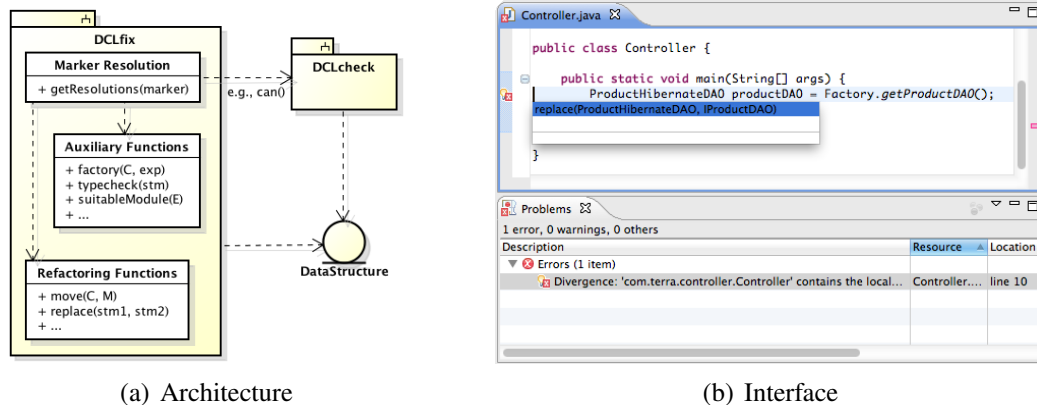 DCLfix
Marker Resolution
+ getResolutions(marker)
e.g., can()
DCLcheck
Auxiliary Functions
+ factory(C, exp)
+ typecheck(stm)
+ suitableModule(E)
+ ...
DataStructure
Refactoring Functions
+ move(C, M)
+ replace(stm1, stm2)
+ ...
(a) Architecture
Controller.java
public class Controller {
public static void main(String[] args) {
ProductHibernateDAO productDAO = Factory.getProductDAO();
replace(ProductHibernateDAO, IProductDAO)
}
Problems
1 error, 0 warnings, 0 others
Description Resource Location
Errors (1 item)
Divergence: 'com.terra.controller.Controller' contains the local... Controller.... line 10
(b) Interface